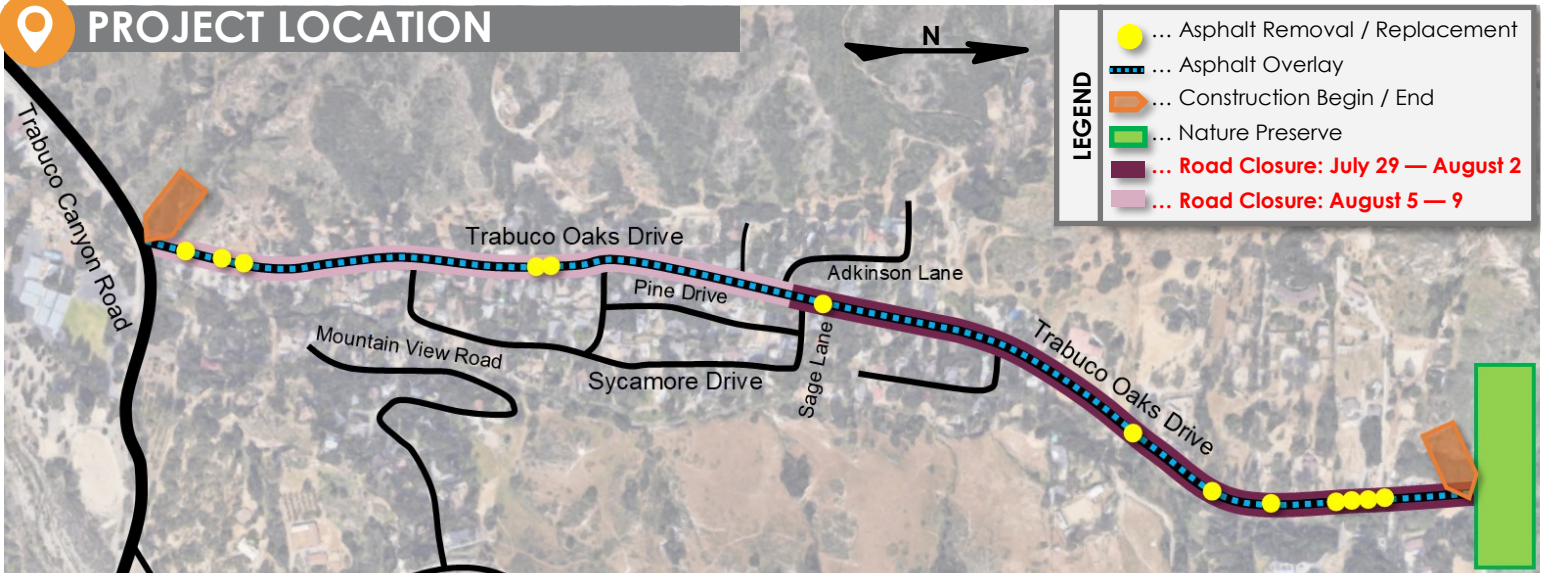 PROJECT LOCATION
N
LEGEND
... Asphalt Removal / Replacement
... Asphalt Overlay
... Construction Begin / End
... Nature Preserve
... Road Closure: July 29 — August 2
... Road Closure: August 5 — 9
Trabuco Canyon Road
Trabuco Oaks Drive
Adkinson Lane
Pine Drive
Mountain View Road
Sycamore Drive
Sage Lane
Trabuco Oaks Drive